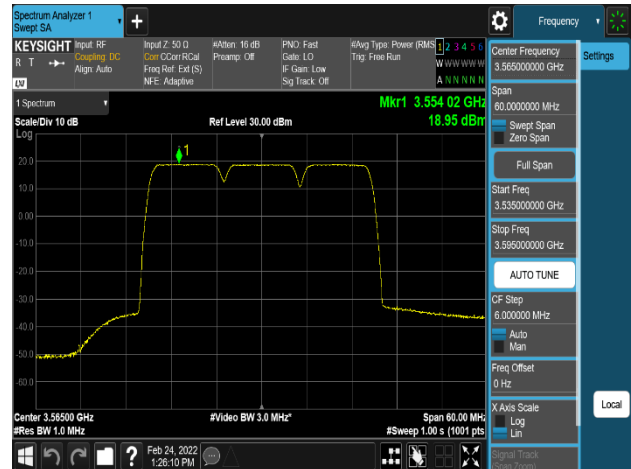 Spectrum Analyzer 1
Swept SA
Frequency
KEYSIGHT
R T
LXI
Input: RF
Coupling: DC
Align: Auto
Input Z: 50 Ω
Corr CCorr RCal
Freq Ref: Ext (S)
NFE: Adaptive
#Atten: 16 dB
Preamp: Off
PNO: Fast
Gate: LO
IF Gain: Low
Sig Track: Off
#Avg Type: Power (RMS
Trig: Free Run
1 2 3 4 5 6
W W W W W W
A N N N N N
1 Spectrum
Scale/Div 10 dB
Log
Ref Level 30.00 dBm
Mkr1 3.554 02 GHz
18.95 dBm
1
20.0
10.0
0.00
-10.0
-20.0
-30.0
-40.0
-50.0
-60.0
Center 3.56500 GHz
#Res BW 1.0 MHz
#Video BW 3.0 MHz*
Span 60.00 MHz
#Sweep 1.00 s (1001 pts
Center Frequency
3.565000000 GHz
Settings
Span
60.0000000 MHz
Swept Span
Zero Span
Full Span
Start Freq
3.535000000 GHz
Stop Freq
3.595000000 GHz
AUTO TUNE
CF Step
6.000000 MHz
Auto
Man
Freq Offset
0 Hz
X Axis Scale
Log
Lin
Local
Signal Track
(Span Zoom)
?
Feb 24, 2022
1:26:10 PM